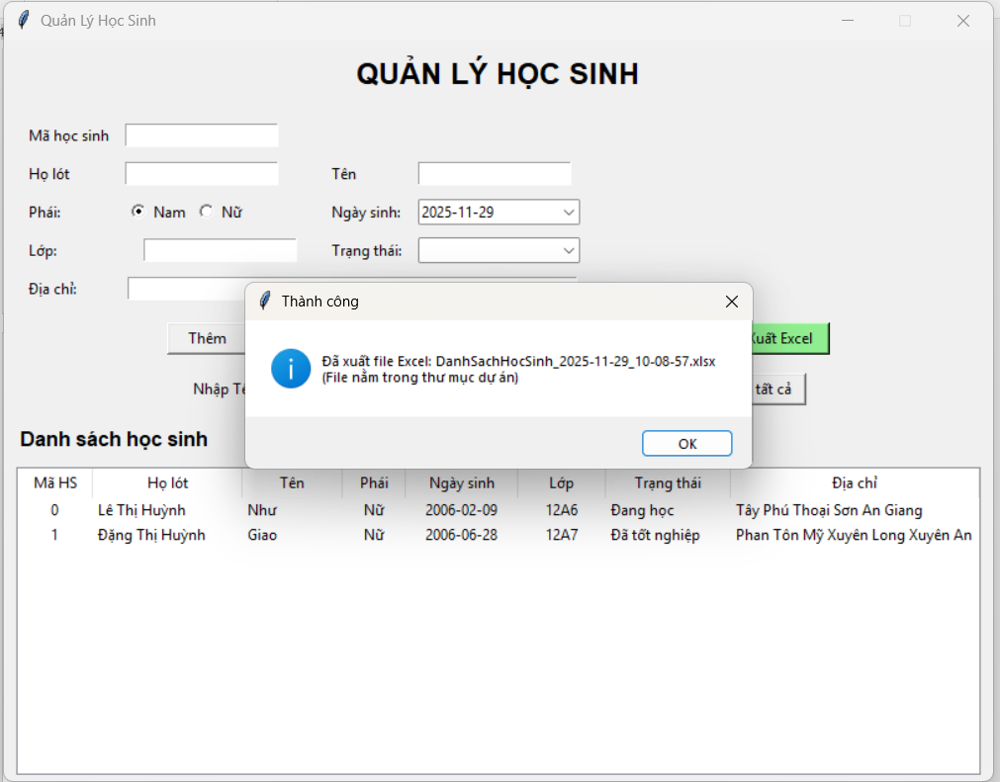 Quản Lý Học Sinh
QUẢN LÝ HỌC SINH
Mã học sinh
Họ lót Tên
Phái: Nam Nữ Ngày sinh: 2025-11-29
Lớp: Trạng thái:
Địa chỉ:
Thành công
Thêm Xuất Excel
Đã xuất file Excel: DanhSachHocSinh_2025-11-29_10-08-57.xlsx
(File nằm trong thư mục dự án)
Nhập tất cả
Danh sách học sinh
OK
Mã HS Họ lót Tên Phái Ngày sinh Lớp Trạng thái Địa chỉ
0 Lê Thị Huỳnh Như Nữ 2006-02-09 12A6 Đang học Tây Phú Thoại Sơn An Giang
1 Đặng Thị Huỳnh Giao Nữ 2006-06-28 12A7 Đã tốt nghiệp Phan Tôn Mỹ Xuyên Long Xuyên An